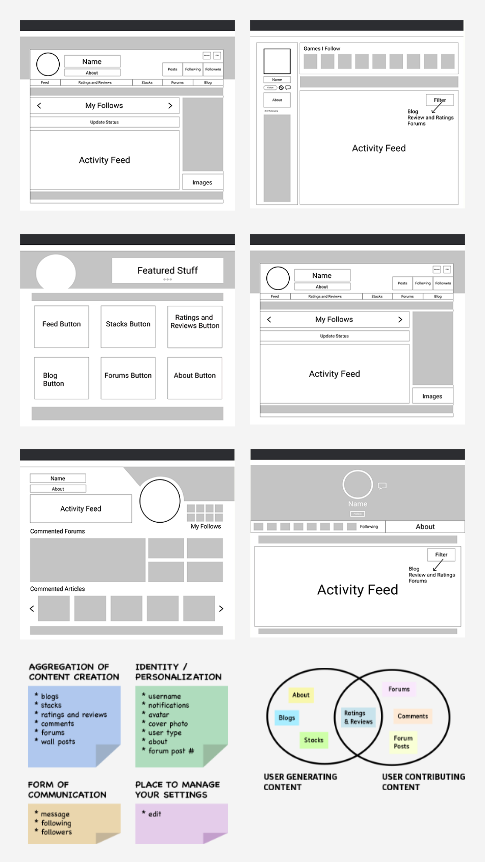 Name
About
Posts
Following
Followers
Feed
Ratings and Reviews
Stacks
Forums
Blog
My Follows
Update Status
Activity Feed
Images
Games I Follow
Name
About
Filter
Blog
Review and Ratings
Forums
Activity Feed
Featured Stuff
Feed Button
Stacks Button
Ratings and
Reviews Button
Blog
Button
Forums Button
About Button
Name
About
Posts
Following
Followers
Feed
Ratings and Reviews
Stacks
Forums
Blog
My Follows
Update Status
Activity Feed
Images
Name
About
Activity Feed
My Follows
Commented Forums
Commented Articles
Name
Following
About
Filter
Blog
Review and Ratings
Forums
Activity Feed
AGGREGATION OF
CONTENT CREATION
* blogs
* stacks
* ratings and reviews
* comments
* forums
* wall posts
IDENTITY /
PERSONALIZATION
* username
* notifications
* avatar
* cover photo
* user type
* about
* forum post #
FORM OF
COMMUNICATION
* message
* following
* followers
PLACE TO MANAGE
YOUR SETTINGS
* edit
About
Blogs
Stacks
Ratings
& Reviews
Forums
Comments
Forum
Posts
USER GENERATING
CONTENT
USER CONTRIBUTING
CONTENT